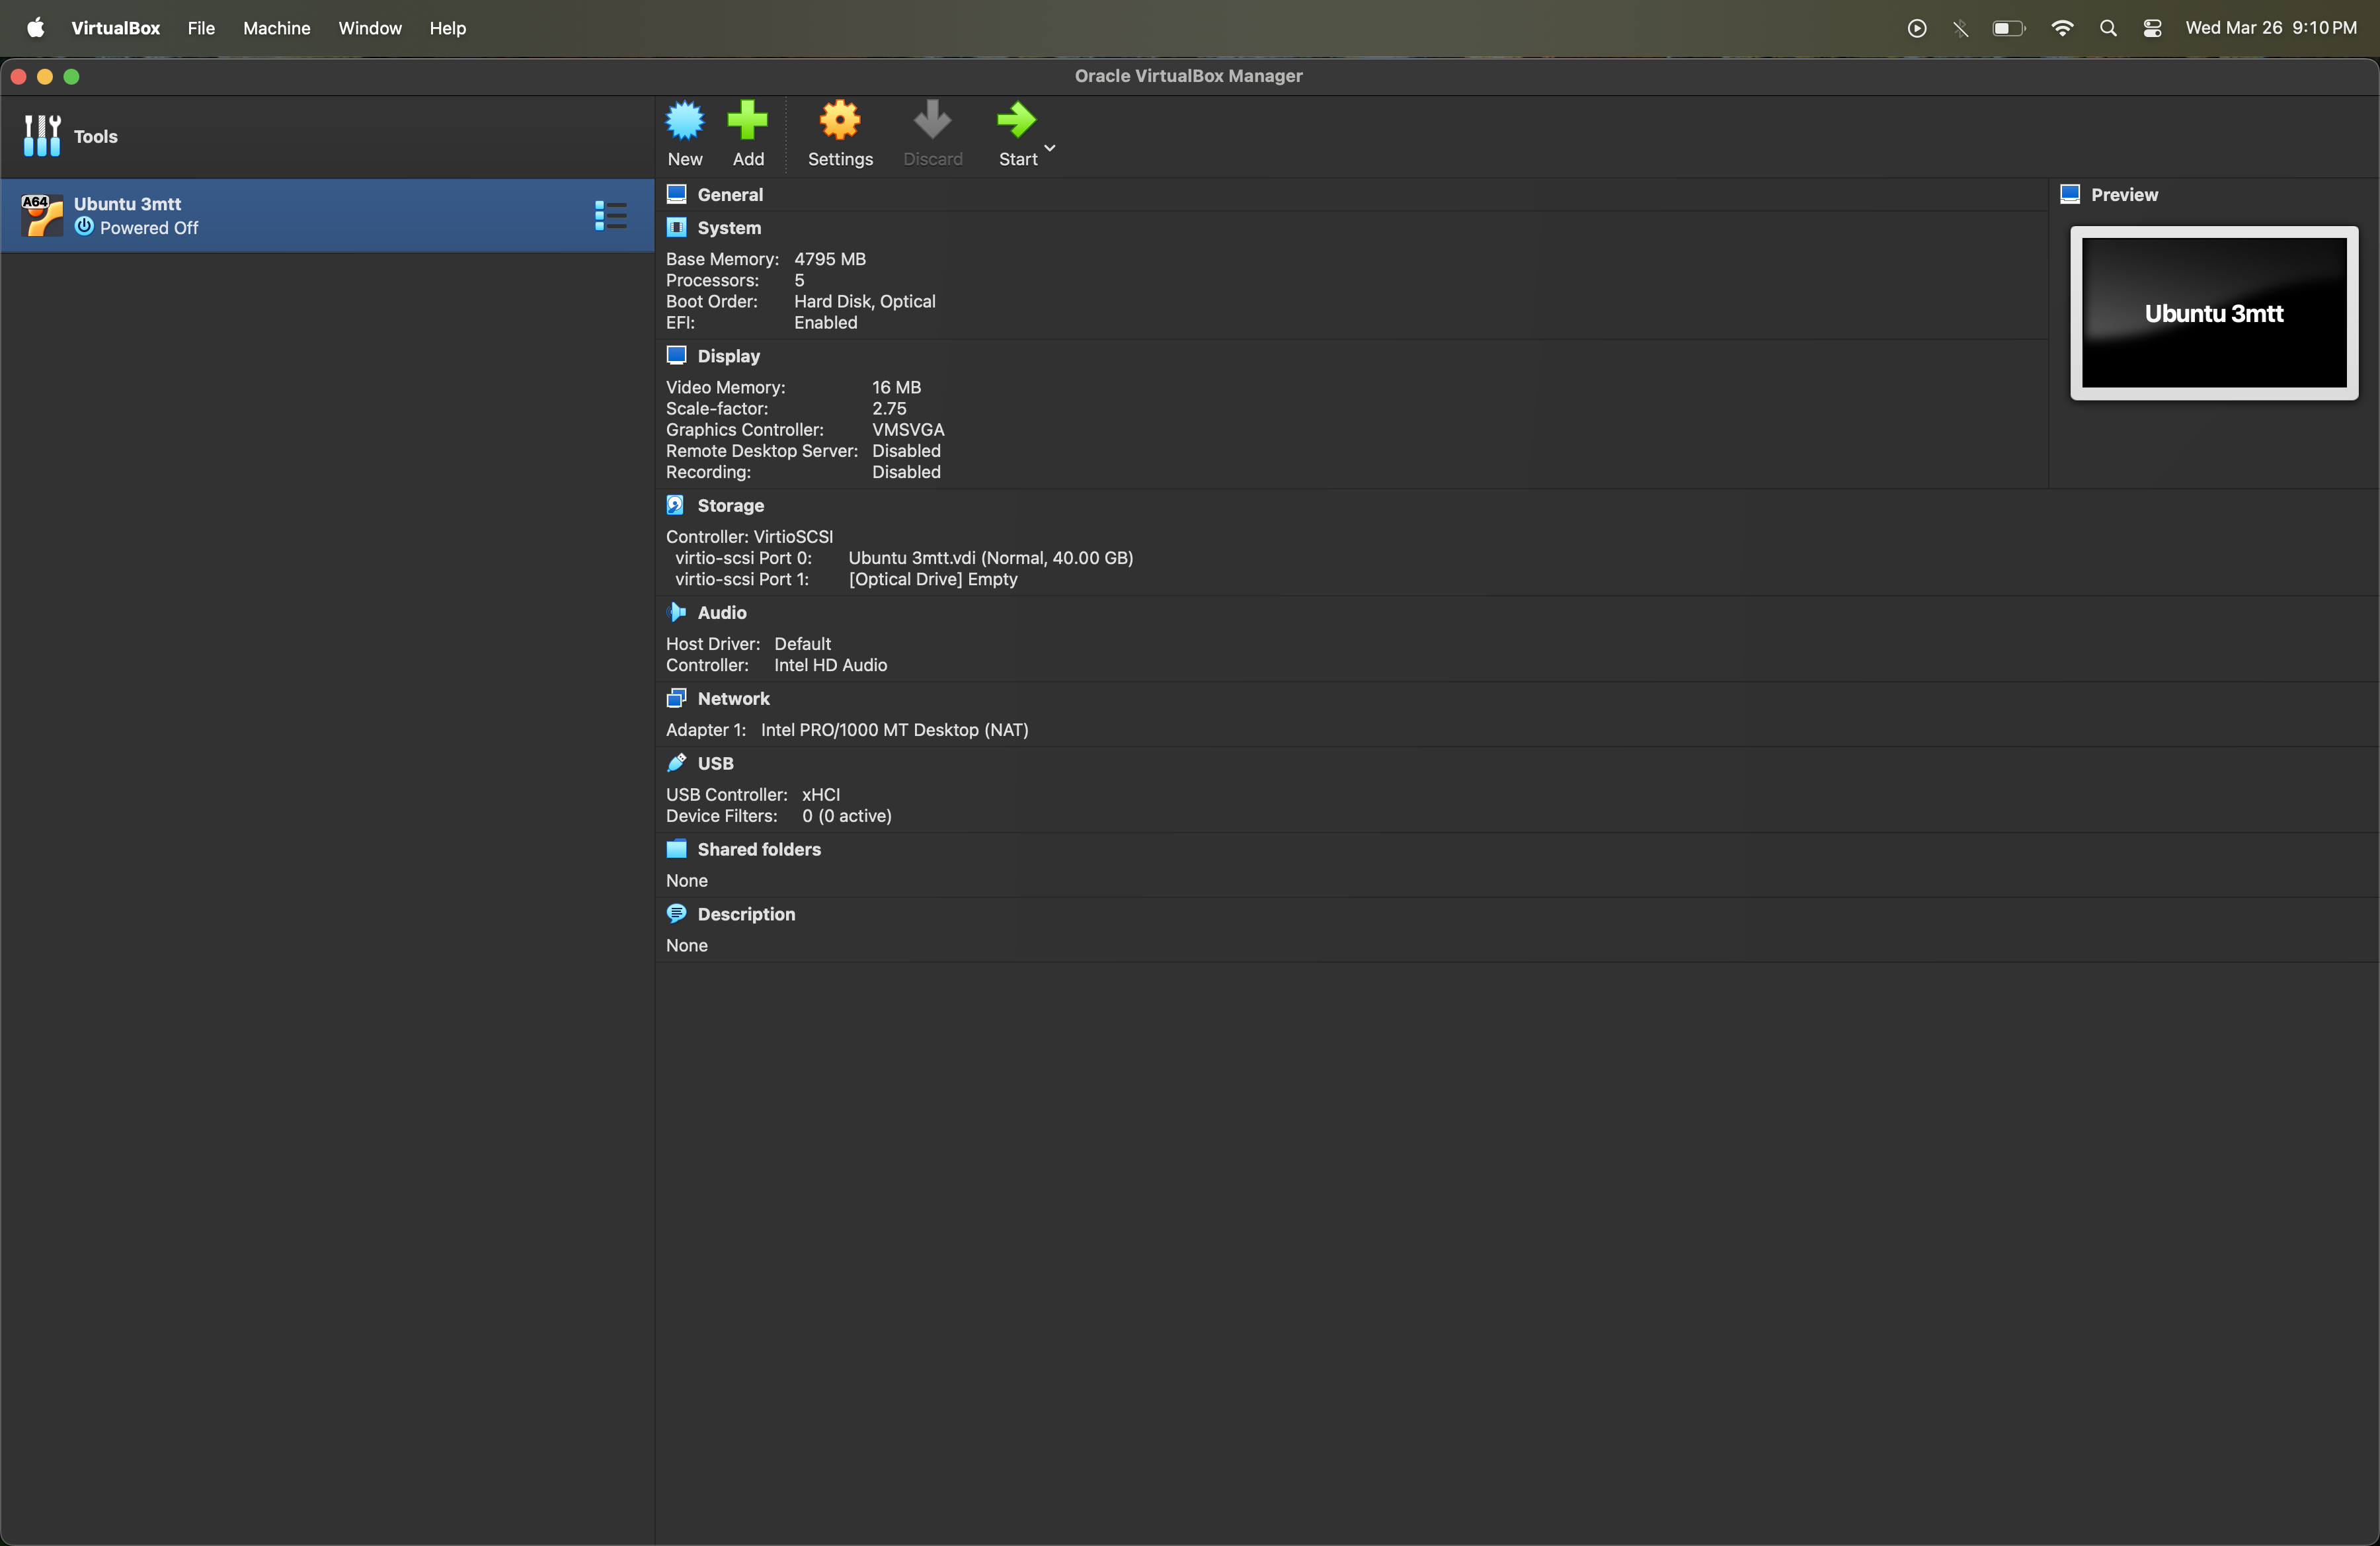 VirtualBox File Machine Window Help Wed Mar 26 9:10 PM
Oracle VirtualBox Manager
Tools
New Add Settings Discard Start
A64
Ubuntu 3mtt
Powered Off
General
System
Base Memory: 4795 MB
Processors: 5
Boot Order: Hard Disk, Optical
EFI: Enabled
Display
Video Memory: 16 MB
Scale-factor: 2.75
Graphics Controller: VMSVGA
Remote Desktop Server: Disabled
Recording: Disabled
Storage
Controller: VirtioSCSI
virtio-scsi Port 0: Ubuntu 3mtt.vdi (Normal, 40.00 GB)
virtio-scsi Port 1: [Optical Drive] Empty
Audio
Host Driver: Default
Controller: Intel HD Audio
Network
Adapter 1: Intel PRO/1000 MT Desktop (NAT)
USB
USB Controller: xHCI
Device Filters: 0 (0 active)
Shared folders
None
Description
None
Preview
Ubuntu 3mtt